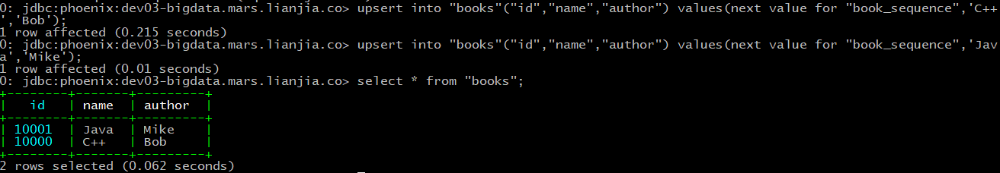 0: jdbc:phoenix:dev03-bigdata.mars.lianjia.co> upsert into "books"("id","name","author") values(next value for "book_sequence",'C++
','Bob');
1 row affected (0.215 seconds)
0: jdbc:phoenix:dev03-bigdata.mars.lianjia.co> upsert into "books"("id","name","author") values(next value for "book_sequence",'Jav
a','Mike');
1 row affected (0.01 seconds)
0: jdbc:phoenix:dev03-bigdata.mars.lianjia.co> select * from "books";
+--------+-------+---------+
|   id   | name  | author  |
+--------+-------+---------+
| 10001  | Java  | Mike    |
| 10000  | C++   | Bob     |
+--------+-------+---------+
2 rows selected (0.062 seconds)